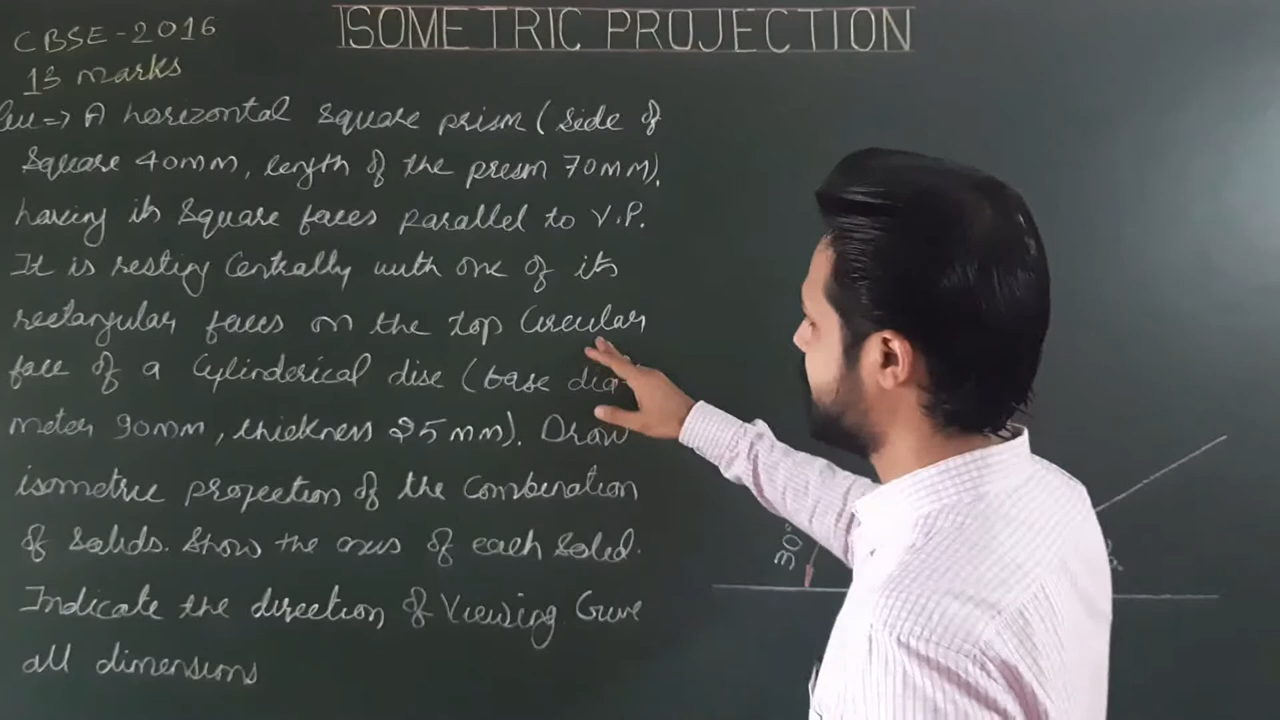 CBSE-2016
13 marks
ISOMETRIC PROJECTION
Que=> A horizontal square prism (side of
square 40mm, length of the prism 70mm),
having its square faces parallel to V.P.
It is resting centrally with one of its
rectangular faces on the top circular
face of a cylinderical disc (base dia-
meter 90mm, thickness 25mm). Draw
isometric projection of the combination
of solids. Show the axis of each solid.
Indicate the direction of viewing. Give
all dimensions
30°